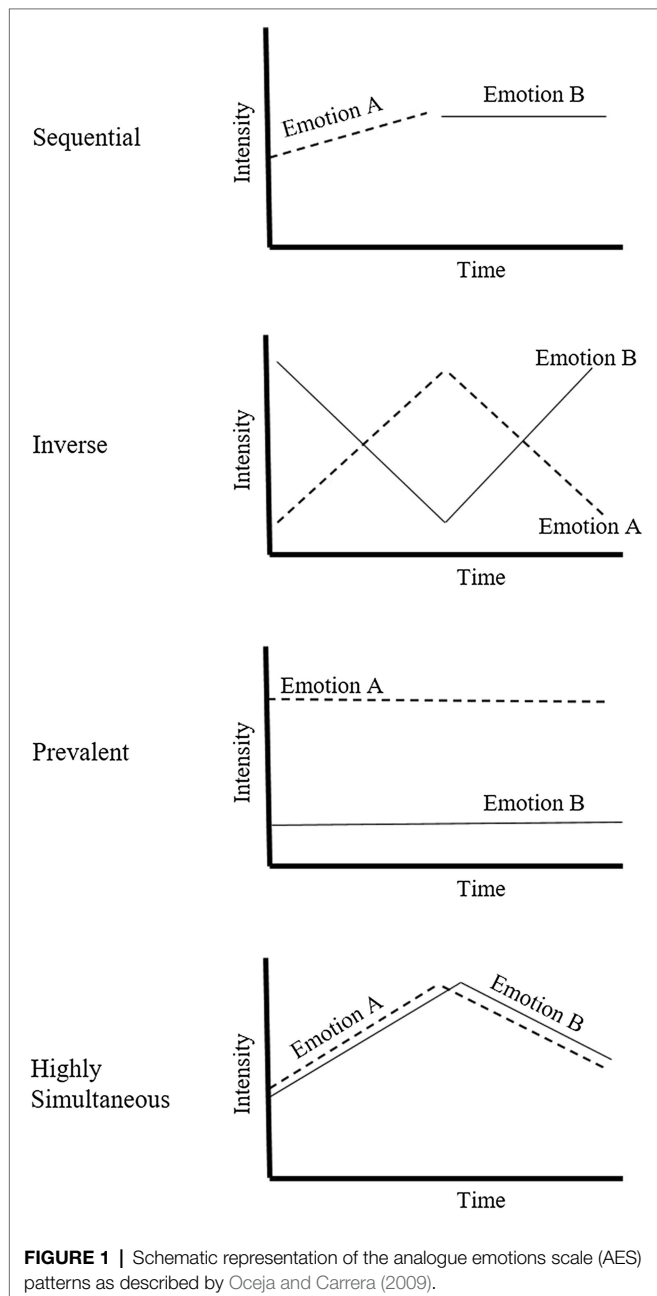 Sequential
Intensity
Emotion A
Emotion B
Time
Inverse
Intensity
Emotion B
Emotion A
Time
Prevalent
Intensity
Emotion A
Emotion B
Time
Highly
Simultaneous
Intensity
Emotion A
Emotion B
Time
FIGURE 1 | Schematic representation of the analogue emotions scale (AES)
patterns as described by Oceja and Carrera (2009).